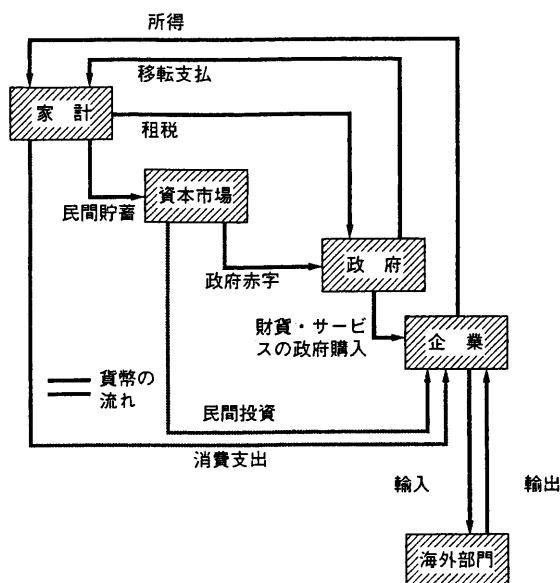 所得
移転支払
家計
租税
資本市場
民間貯蓄
政府
政府赤字
財貨・サービ
スの政府購入
企業
貨幣の
流れ
民間投資
消費支出
輸入
輸出
海外部門